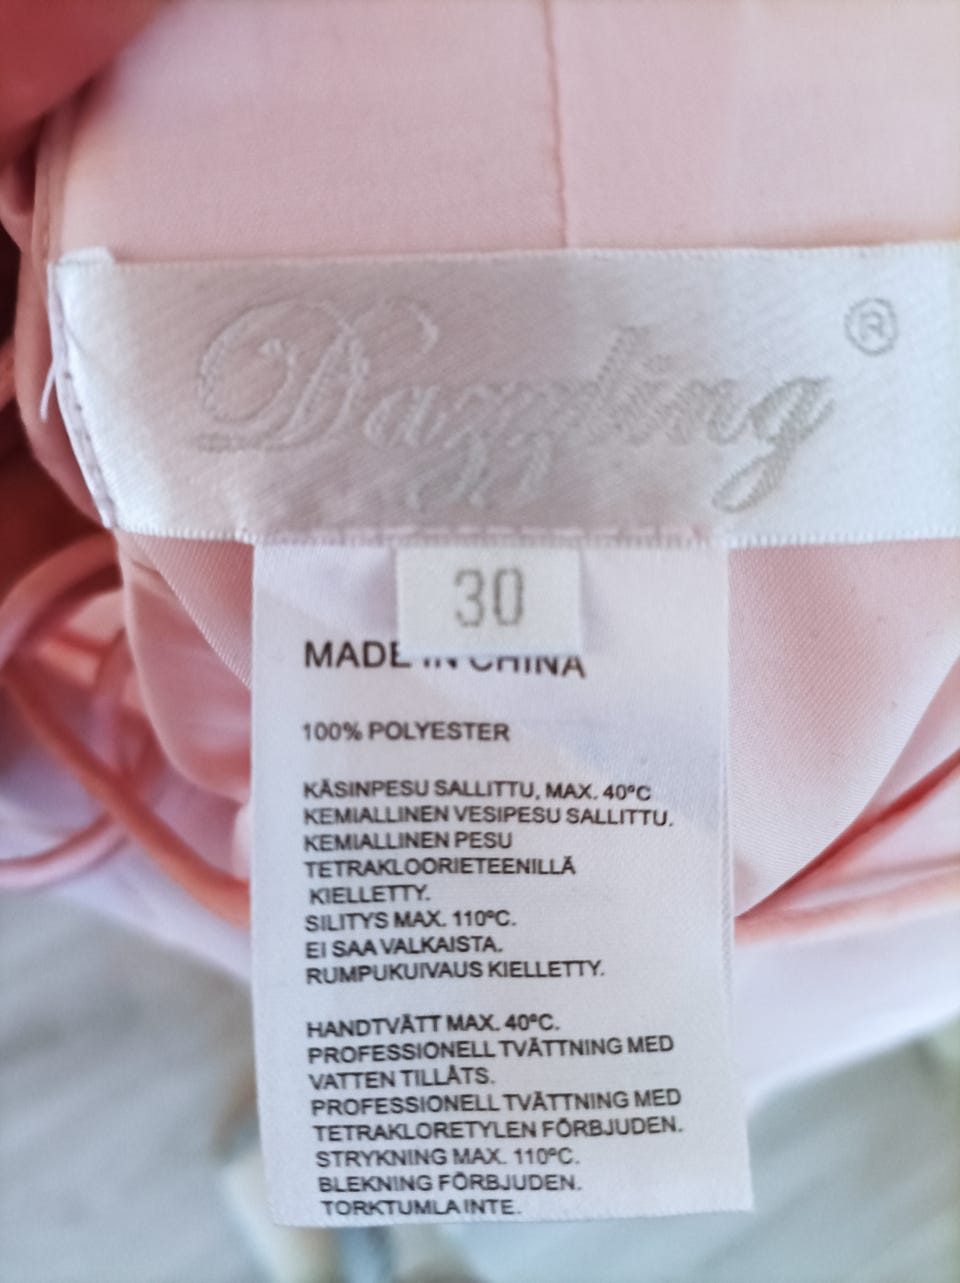 Dazzling ®
30
MADE IN CHINA
100% POLYESTER
KÄSINPESU SALLITTU, MAX. 40°C
KEMIALLINEN VESIPESU SALLITTU.
KEMIALLINEN PESU
TETRAKLOORIETEENILLÄ
KIELLETTY.
SILITYS MAX. 110°C.
EI SAA VALKAISTA.
RUMPUKUIVAUS KIELLETTY.
HANDTVÄTT MAX. 40°C.
PROFESSIONELL TVÄTTNING MED
VATTEN TILLÅTS.
PROFESSIONELL TVÄTTNING MED
TETRAKLORETYLEN FÖRBJUDEN.
STRYKNING MAX. 110°C.
BLEKNING FÖRBJUDEN.
TORKTUMLA INTE.